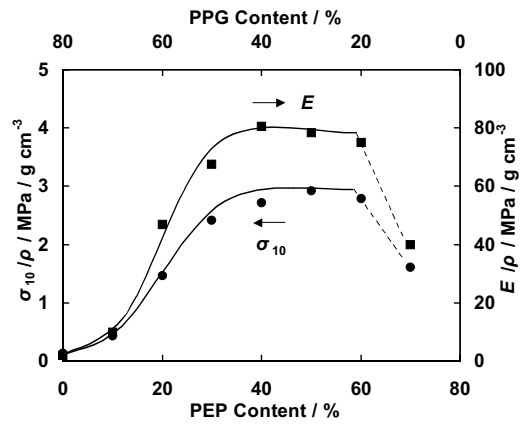 PPG Content / %
80 60 40 20 0
5 100
E
4 80
3 60
σ10
2 40
1 20
0 0
0 20 40 60 80
σ10 /ρ / MPa / g cm-3
E /ρ / MPa / g cm-3
PEP Content / %